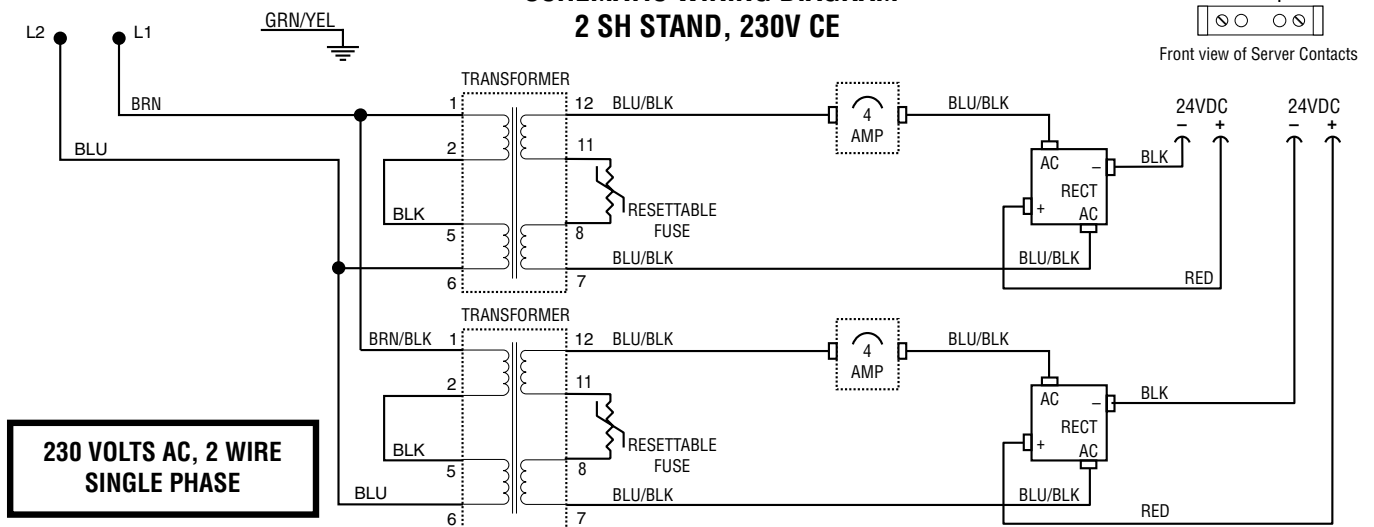 2 SH STAND, 230V CE
Front view of Server Contacts
L2
L1
GRN/YEL
BRN
BLU
TRANSFORMER
1
2
BLK
5
6
12
BLU/BLK
11
RESETTABLE
FUSE
8
BLU/BLK
7
4
AMP
BLU/BLK
AC
–
RECT
+
AC
BLU/BLK
BLK
RED
24VDC
– +
24VDC
– +
TRANSFORMER
BRN/BLK
1
2
BLK
5
BLU
6
12
BLU/BLK
11
RESETTABLE
FUSE
8
BLU/BLK
7
4
AMP
BLU/BLK
AC
–
RECT
+
AC
BLU/BLK
BLK
RED
230 VOLTS AC, 2 WIRE
SINGLE PHASE